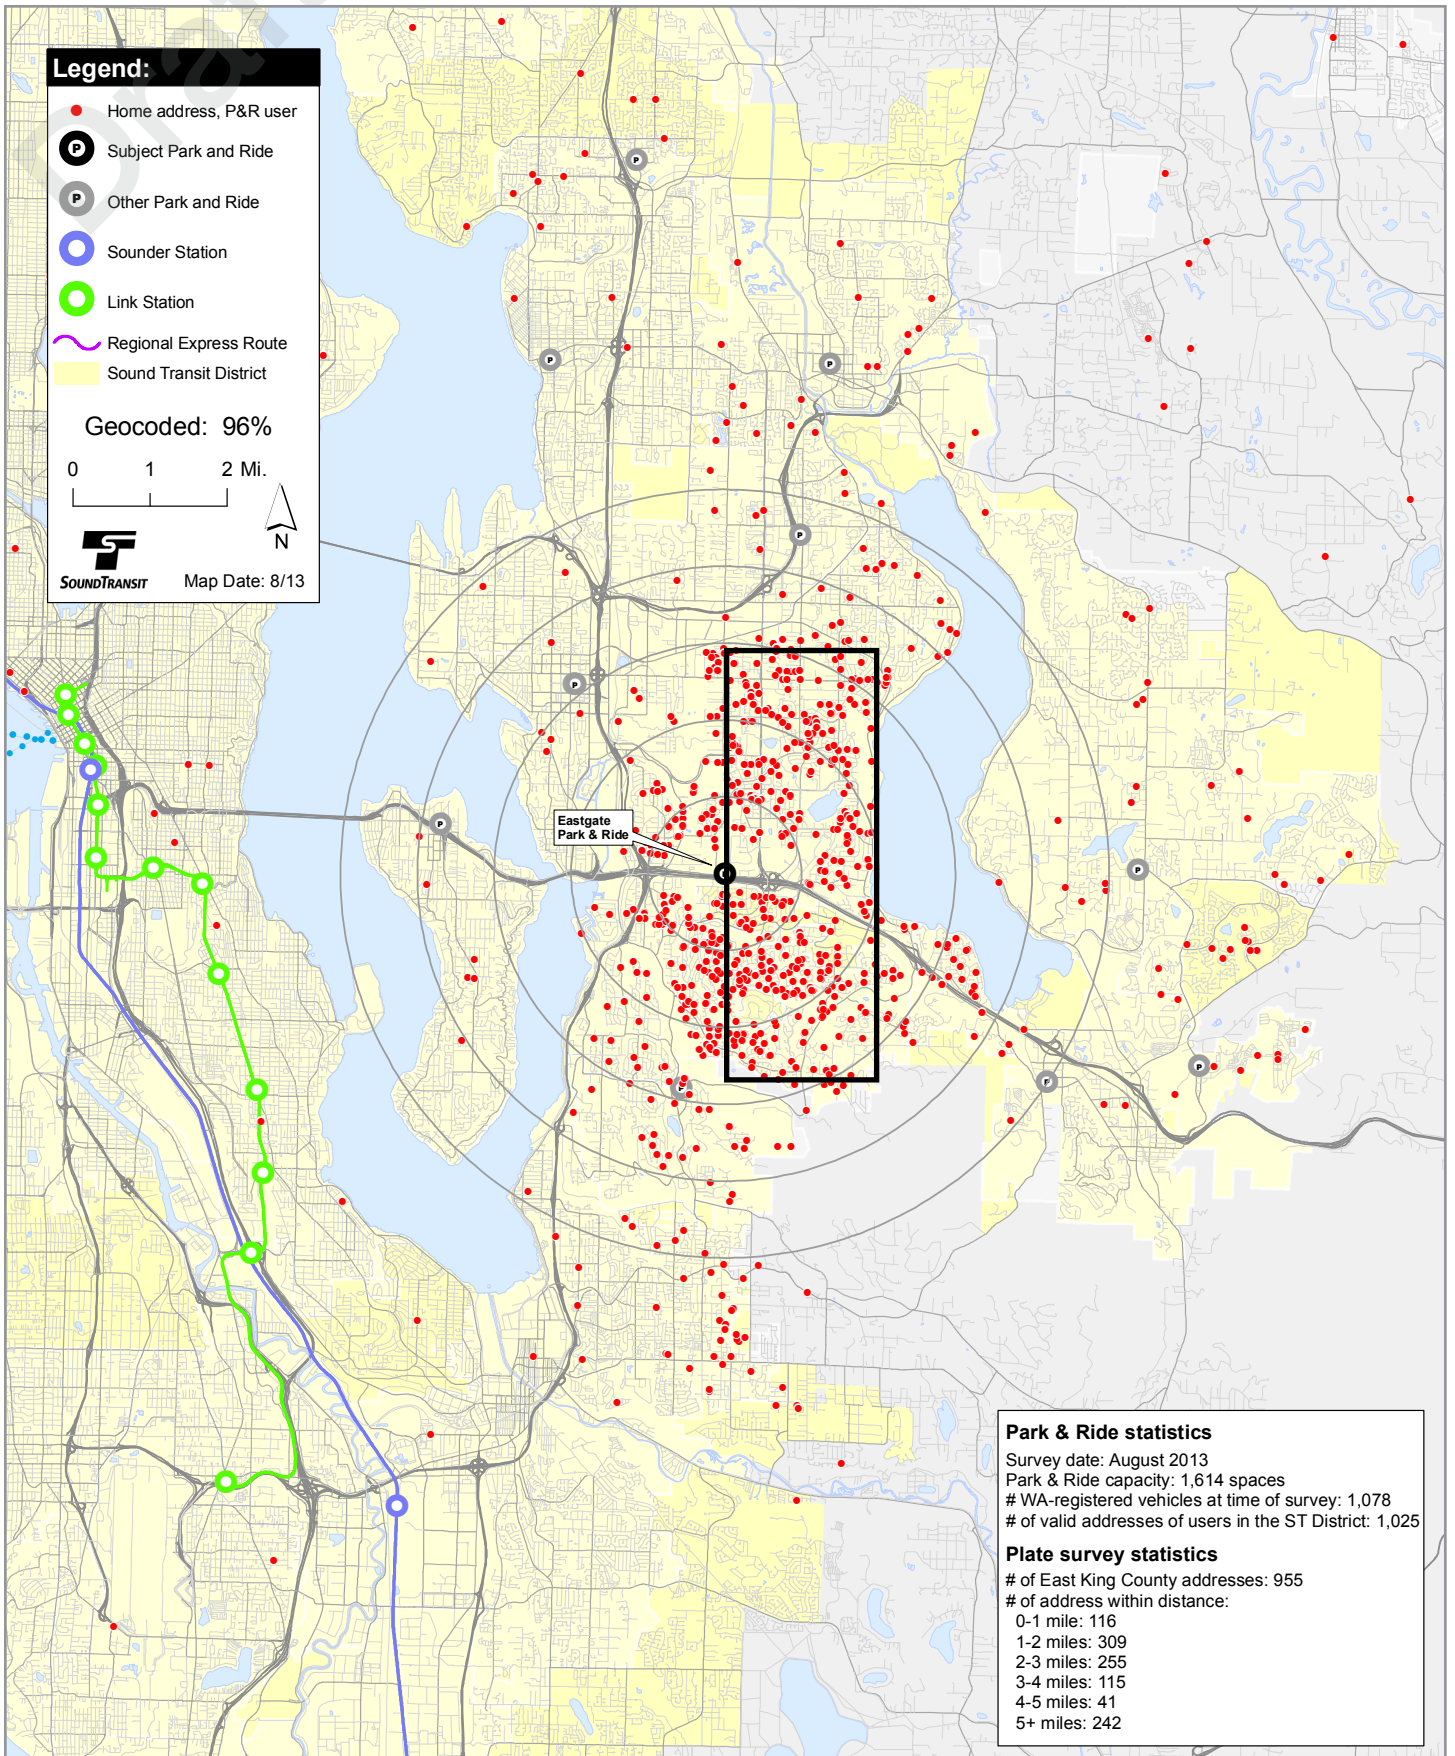 Draft
Legend:
Home address, P&R user
P
Subject Park and Ride
P
Other Park and Ride
Sounder Station
Link Station
Regional Express Route
Sound Transit District
Geocoded: 96%
0 1 2 Mi.
N
ST
SOUNDTRANSIT
Map Date: 8/13
P
P
P
P
P
P
Eastgate
Park & Ride
P
P
P
Park & Ride statistics
Survey date: August 2013
Park & Ride capacity: 1,614 spaces
# WA-registered vehicles at time of survey: 1,078
# of valid addresses of users in the ST District: 1,025
Plate survey statistics
# of East King County addresses: 955
# of address within distance:
0-1 mile: 116
1-2 miles: 309
2-3 miles: 255
3-4 miles: 115
4-5 miles: 41
5+ miles: 242